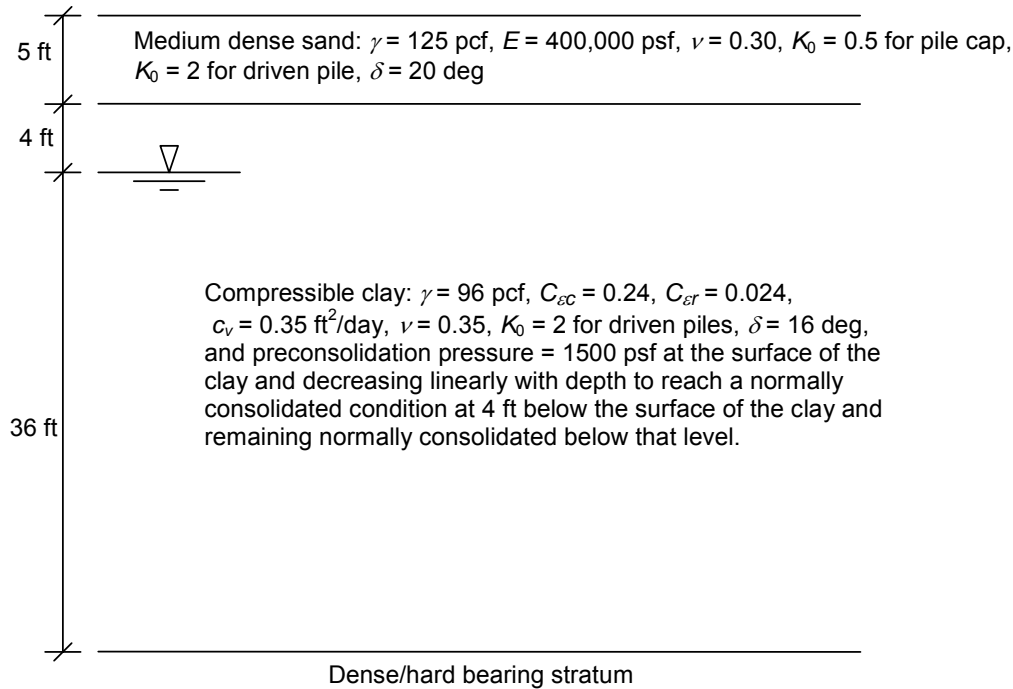 5 ft
Medium dense sand: γ = 125 pcf, E = 400,000 psf, ν = 0.30, K₀ = 0.5 for pile cap,
K₀ = 2 for driven pile, δ = 20 deg
4 ft
Compressible clay: γ = 96 pcf, Cεc = 0.24, Cεr = 0.024,
cᵥ = 0.35 ft²/day, ν = 0.35, K₀ = 2 for driven piles, δ = 16 deg,
and preconsolidation pressure = 1500 psf at the surface of the
clay and decreasing linearly with depth to reach a normally
consolidated condition at 4 ft below the surface of the clay and
remaining normally consolidated below that level.
36 ft
Dense/hard bearing stratum